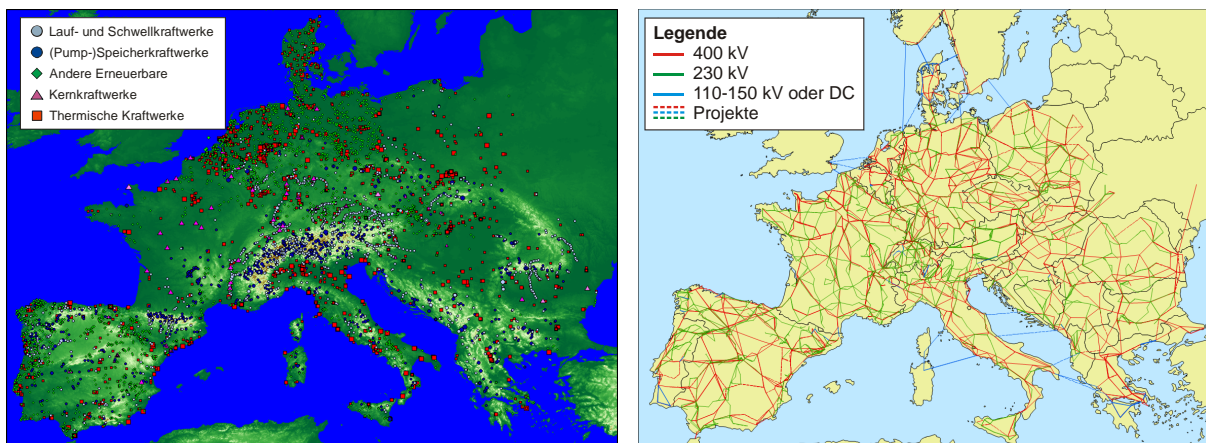 Lauf- und Schwellkraftwerke
(Pump-)Speicherkraftwerke
Andere Erneuerbare
Kernkraftwerke
Thermische Kraftwerke
Legende
400 kV
230 kV
110-150 kV oder DC
Projekte